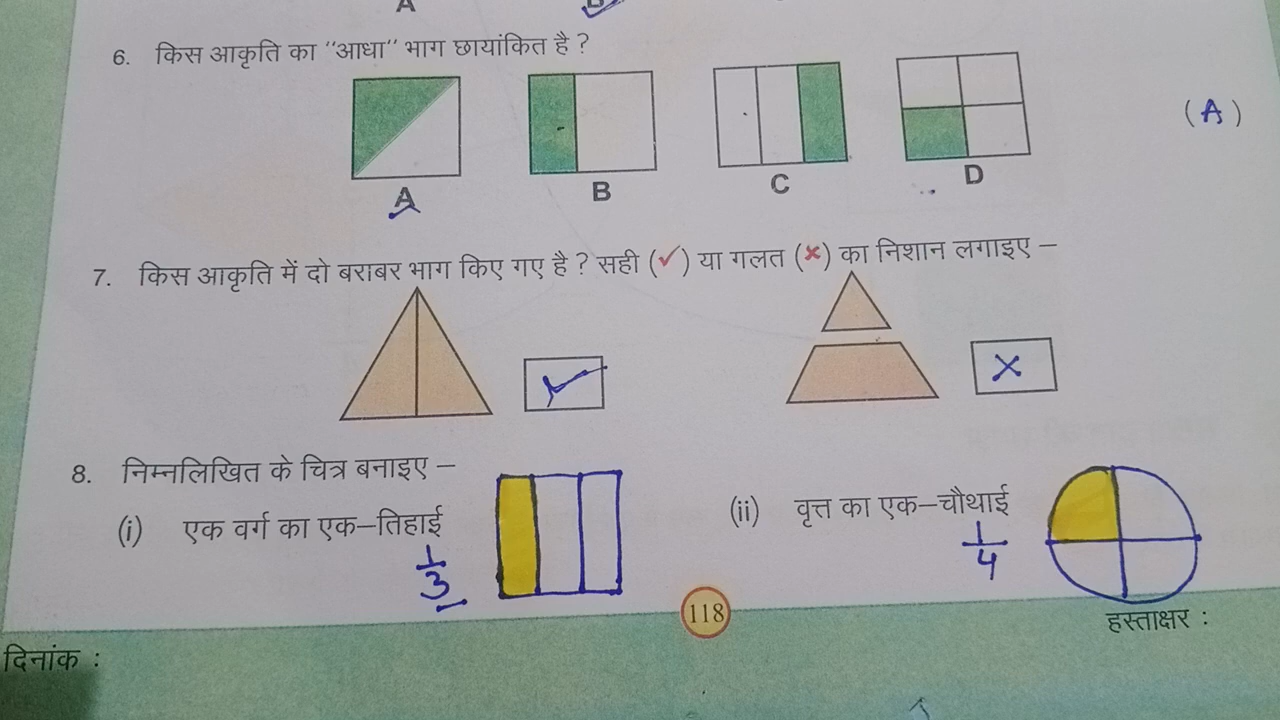 A B
6. किस आकृति का "आधा" भाग छायांकित है ?
(A)
A B C D
7. किस आकृति में दो बराबर भाग किए गए है ? सही (✓) या गलत (✗) का निशान लगाइए –
✓ ✗
8. निम्नलिखित के चित्र बनाइए –
(i) एक वर्ग का एक–तिहाई (ii) वृत्त का एक–चौथाई
1/3 1/4
118
हस्ताक्षर :
दिनांक :